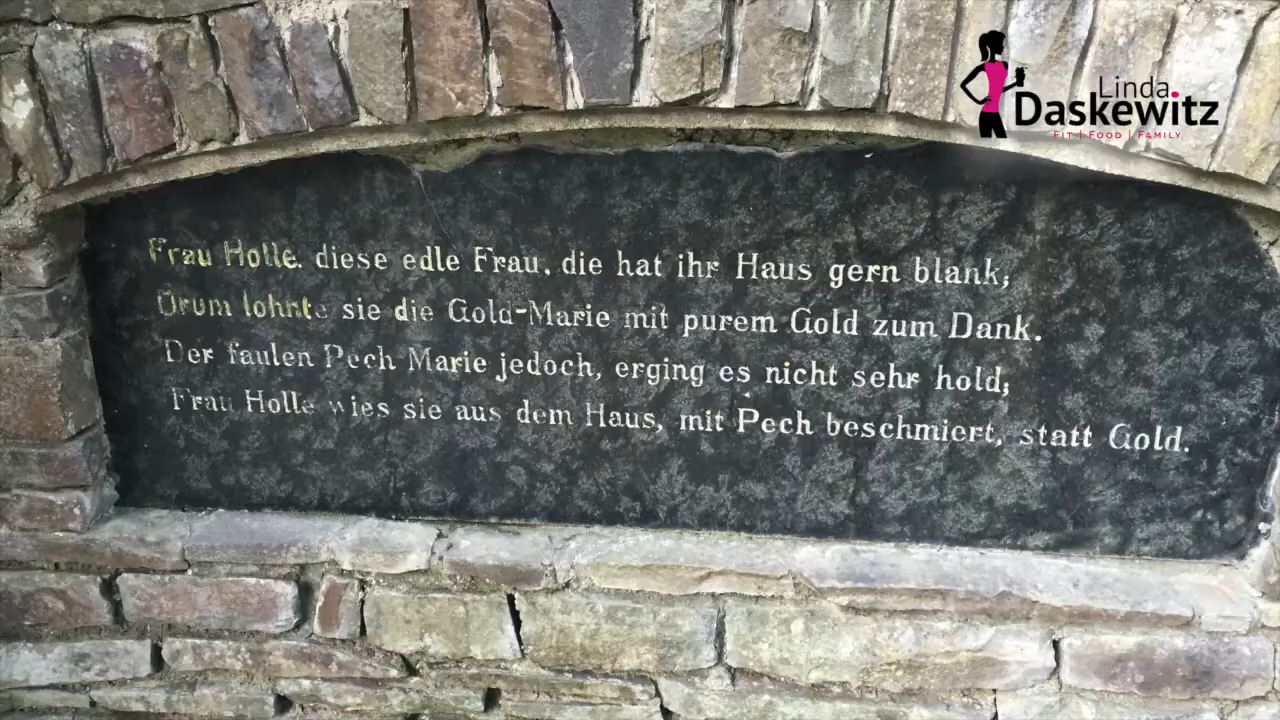 Linda
Daskewitz
FIT | FOOD | FAMILY
Frau Holle, diese edle Frau, die hat ihr Haus gern blank;
Drum lohnte sie die Gold-Marie mit purem Gold zum Dank.
Der faulen Pech Marie jedoch, erging es nicht sehr hold;
Frau Holle wies sie aus dem Haus, mit Pech beschmiert, statt Gold.